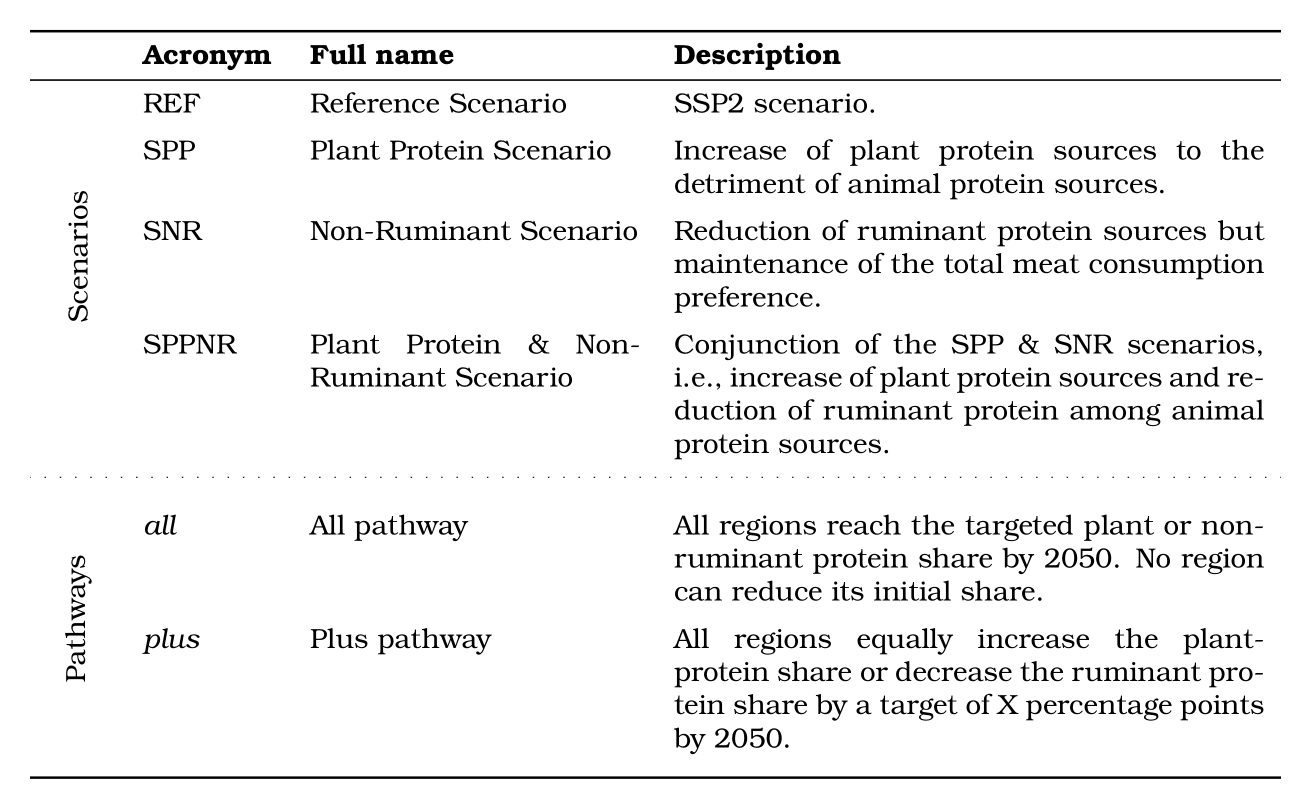 Acronym Full name Description
Scenarios
REF Reference Scenario SSP2 scenario.
SPP Plant Protein Scenario Increase of plant protein sources to the
detriment of animal protein sources.
SNR Non-Ruminant Scenario Reduction of ruminant protein sources but
maintenance of the total meat consumption
preference.
SPPNR Plant Protein & Non- Conjunction of the SPP & SNR scenarios,
Ruminant Scenario i.e., increase of plant protein sources and re-
duction of ruminant protein among animal
protein sources.
Pathways
all All pathway All regions reach the targeted plant or non-
ruminant protein share by 2050. No region
can reduce its initial share.
plus Plus pathway All regions equally increase the plant-
protein share or decrease the ruminant pro-
tein share by a target of X percentage points
by 2050.